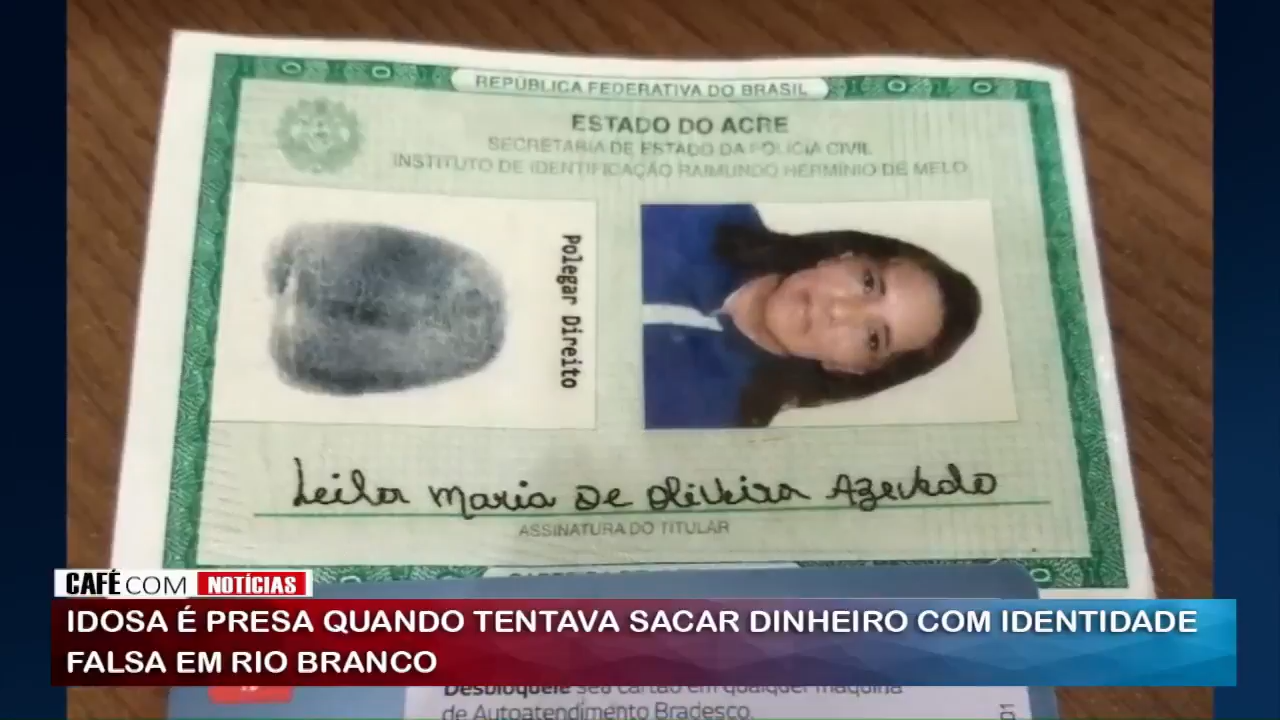 REPÚBLICA FEDERATIVA DO BRASIL
ESTADO DO ACRE
SECRETARIA DE ESTADO DA POLÍCIA CIVIL
INSTITUTO DE IDENTIFICAÇÃO RAIMUNDO HERMÍNIO DE MELO
Polegar Direito
Leila Maria De Oliveira Azevedo
ASSINATURA DO TITULAR
CAFÉ COM NOTÍCIAS
IDOSA É PRESA QUANDO TENTAVA SACAR DINHEIRO COM IDENTIDADE
FALSA EM RIO BRANCO
Desbloqueie seu cartão em qualquer máquina
de Autoatendimento Bradesco.